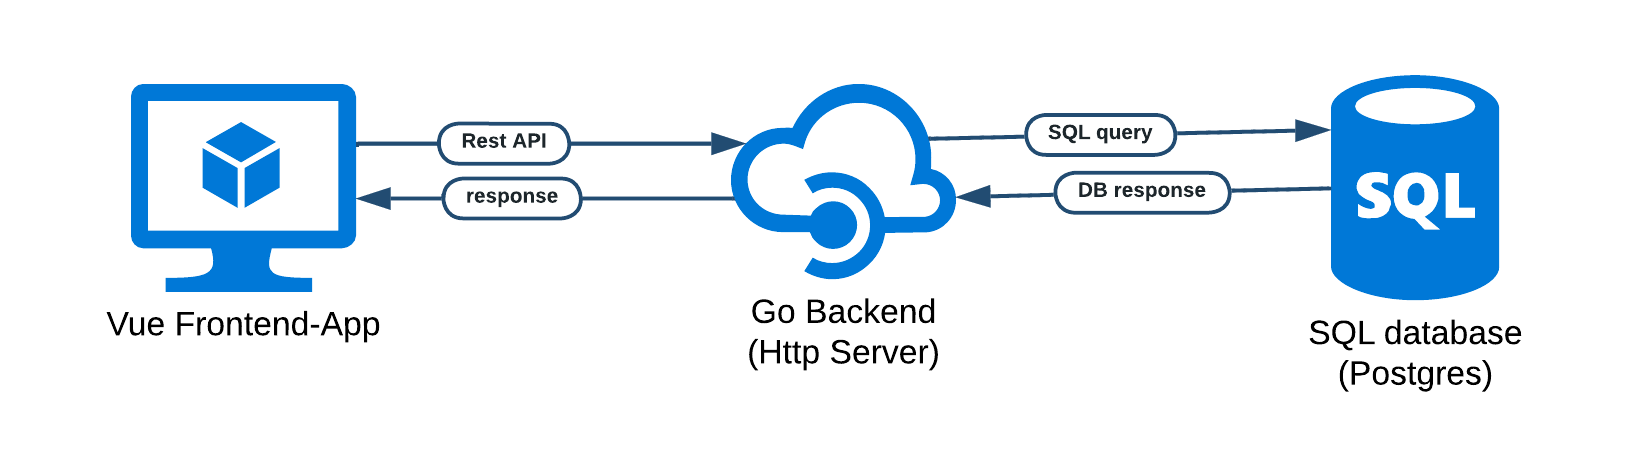 Rest API
response
SQL query
DB response
SQL
Vue Frontend-App
Go Backend
(Http Server)
SQL database
(Postgres)